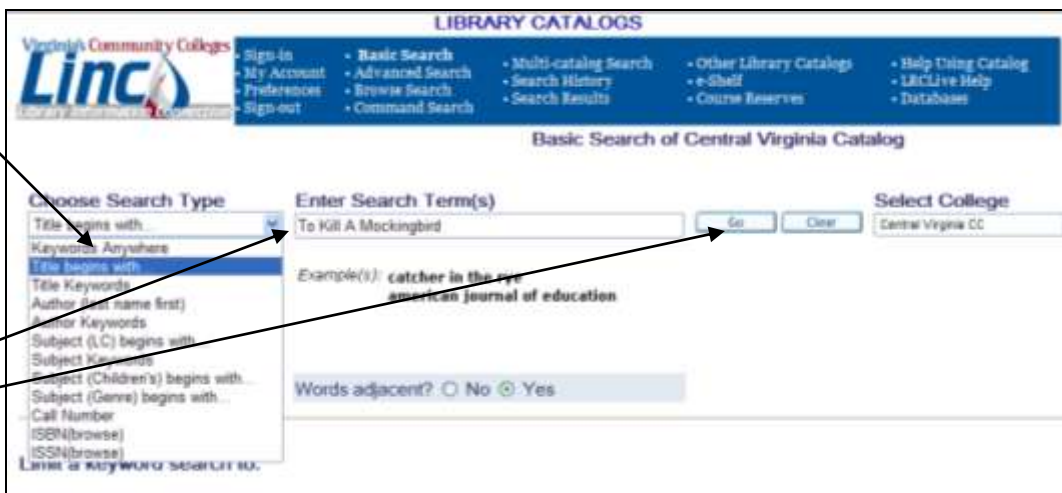 LIBRARY CATALOGS
Virginia's Community Colleges
Linc
Library Information Connection
• Sign-in
• My Account
• Preferences
• Sign-out
• Basic Search
• Advanced Search
• Browse Search
• Command Search
• Multi-catalog Search
• Search History
• Search Results
• Other Library Catalogs
• e-Shelf
• Course Reserves
• Help Using Catalog
• LRCLive Help
• Databases
Basic Search of Central Virginia Catalog
Choose Search Type
Title begins with...
Keywords Anywhere
Title begins with...
Title Keywords
Author (last name first)
Author Keywords
Subject (LC) begins with...
Subject Keywords
Subject (Children's) begins with...
Subject (Genre) begins with...
Call Number
ISBN(browse)
ISSN(browse)
Enter Search Term(s)
To Kill A Mockingbird
Go
Clear
Select College
Central Virginia CC
Example(s): catcher in the rye
american journal of education
Words adjacent? No Yes
Limit a keyword search to: